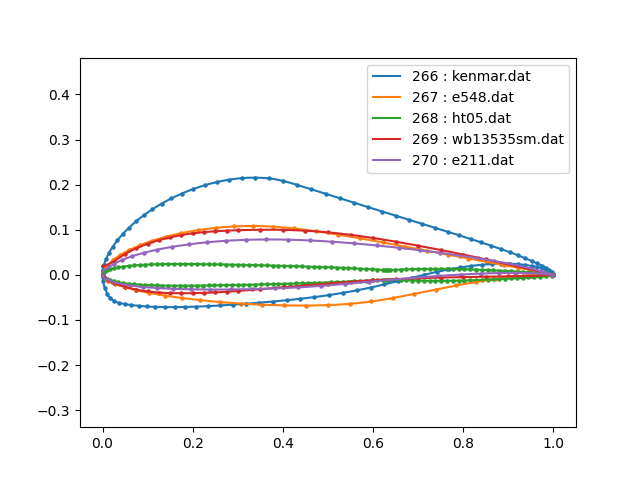 266 : kenmar.dat
267 : e548.dat
268 : ht05.dat
269 : wb13535sm.dat
270 : e211.dat
0.4
0.3
0.2
0.1
0.0
−0.1
−0.2
−0.3
0.0 0.2 0.4 0.6 0.8 1.0